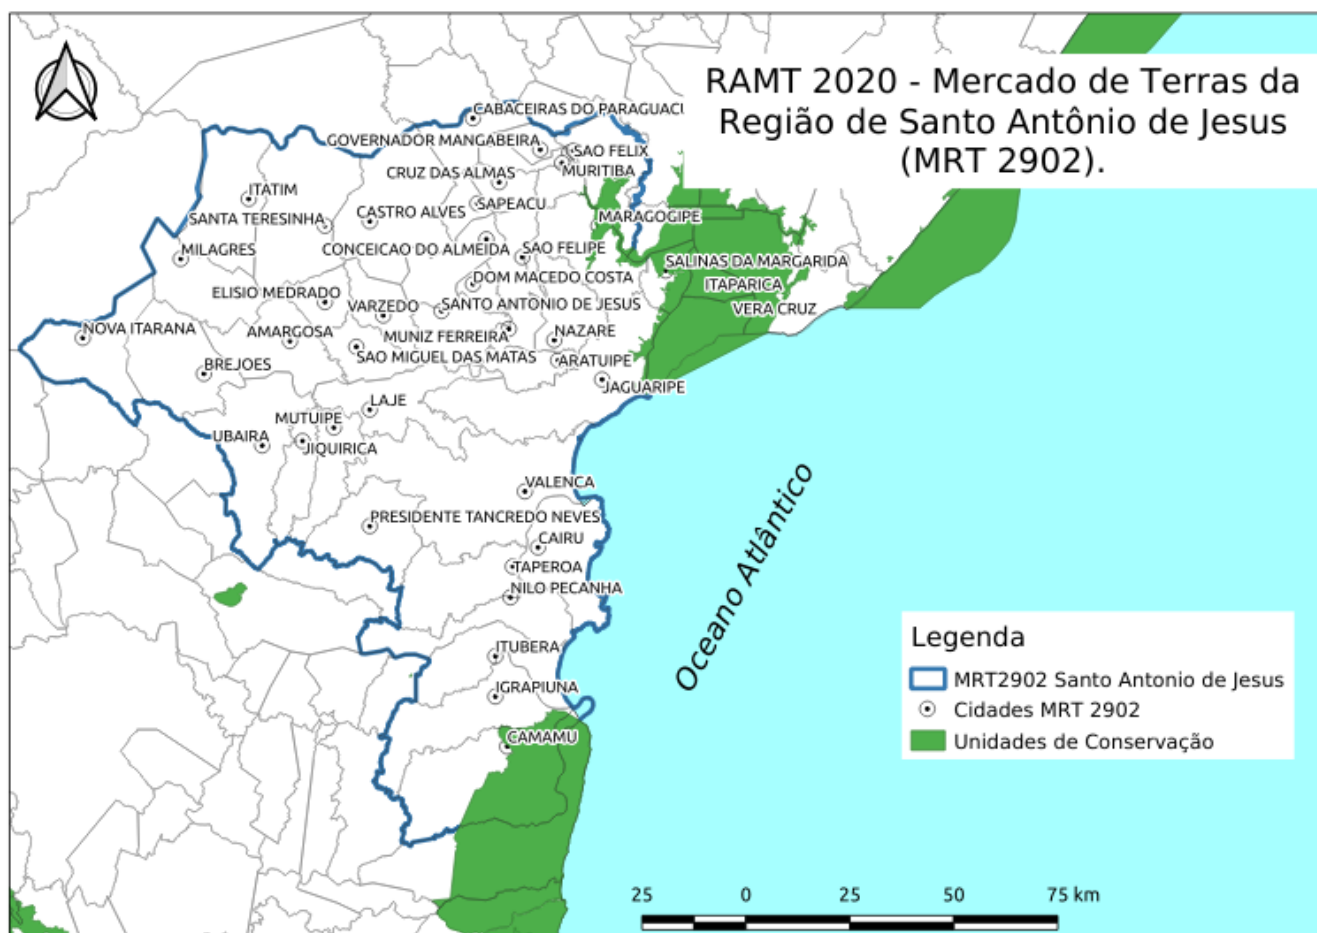 RAMT 2020 - Mercado de Terras da
Região de Santo Antônio de Jesus
(MRT 2902).
CABACEIRAS DO PARAGUACU
GOVERNADOR MANGABEIRA
SAO FELIX
CRUZ DAS ALMAS
MURITIBA
ITATIM
SAPEACU
SANTA TERESINHA
CASTRO ALVES
MARAGOGIPE
MILAGRES
CONCEICAO DO ALMEIDA
SAO FELIPE
SALINAS DA MARGARIDA
DOM MACEDO COSTA
ITAPARICA
ELISIO MEDRADO
VARZEDO
SANTO ANTONIO DE JESUS
VERA CRUZ
NOVA ITARANA
AMARGOSA
MUNIZ FERREIRA
NAZARE
SAO MIGUEL DAS MATAS
ARATUIPE
BREJOES
JAGUARIPE
LAJE
MUTUIPE
UBAIRA
JIQUIRICA
VALENCA
PRESIDENTE TANCREDO NEVES
CAIRU
TAPEROA
NILO PECANHA
ITUBERA
IGRAPIUNA
CAMAMU
Oceano Atlântico
Legenda
MRT2902 Santo Antonio de Jesus
Cidades MRT 2902
Unidades de Conservação
25 0 25 50 75 km